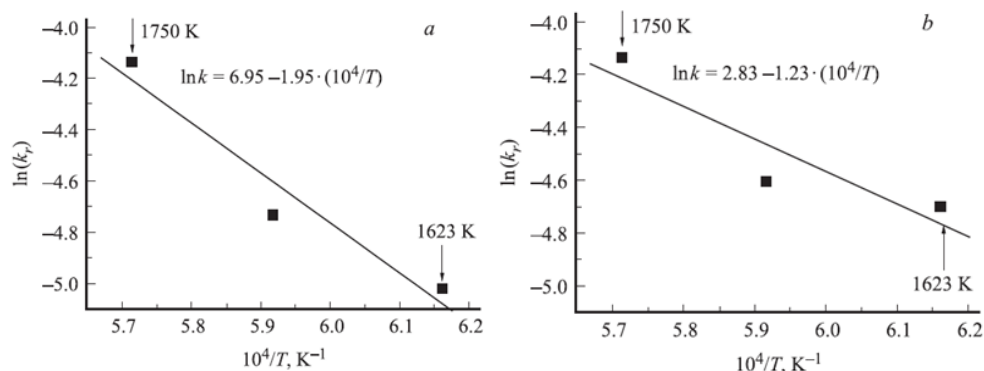 a
1750 K
ln k = 6.95 −1.95·(10⁴/T)
1623 K
ln(kᵣ)
−4.0
−4.2
−4.4
−4.6
−4.8
−5.0
5.7 5.8 5.9 6.0 6.1 6.2
10⁴/T, K⁻¹
b
1750 K
ln k = 2.83 −1.23·(10⁴/T)
1623 K
ln(kᵣ)
−4.0
−4.2
−4.4
−4.6
−4.8
−5.0
5.7 5.8 5.9 6.0 6.1 6.2
10⁴/T, K⁻¹